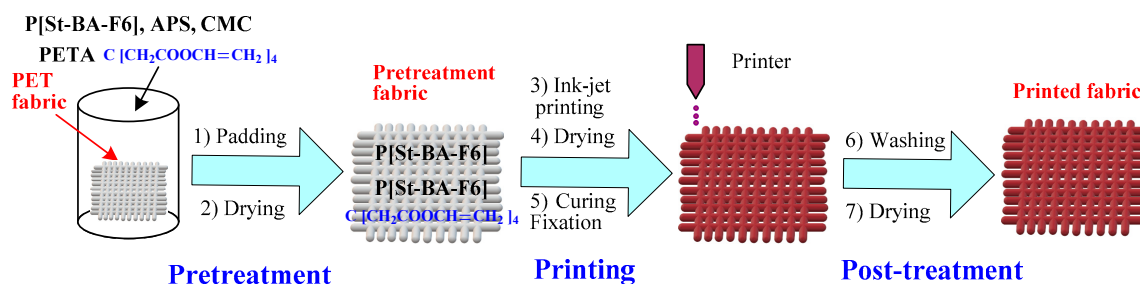 P[St-BA-F6], APS, CMC
PETA C [CH₂COOCH=CH₂ ]₄
PET
fabric
1) Padding
2) Drying
Pretreatment
Pretreatment
fabric
P[St-BA-F6]
P[St-BA-F6]
C [CH₂COOCH=CH₂ ]₄
3) Ink-jet
printing
4) Drying
5) Curing
Fixation
Printing
Printer
6) Washing
7) Drying
Post-treatment
Printed fabric